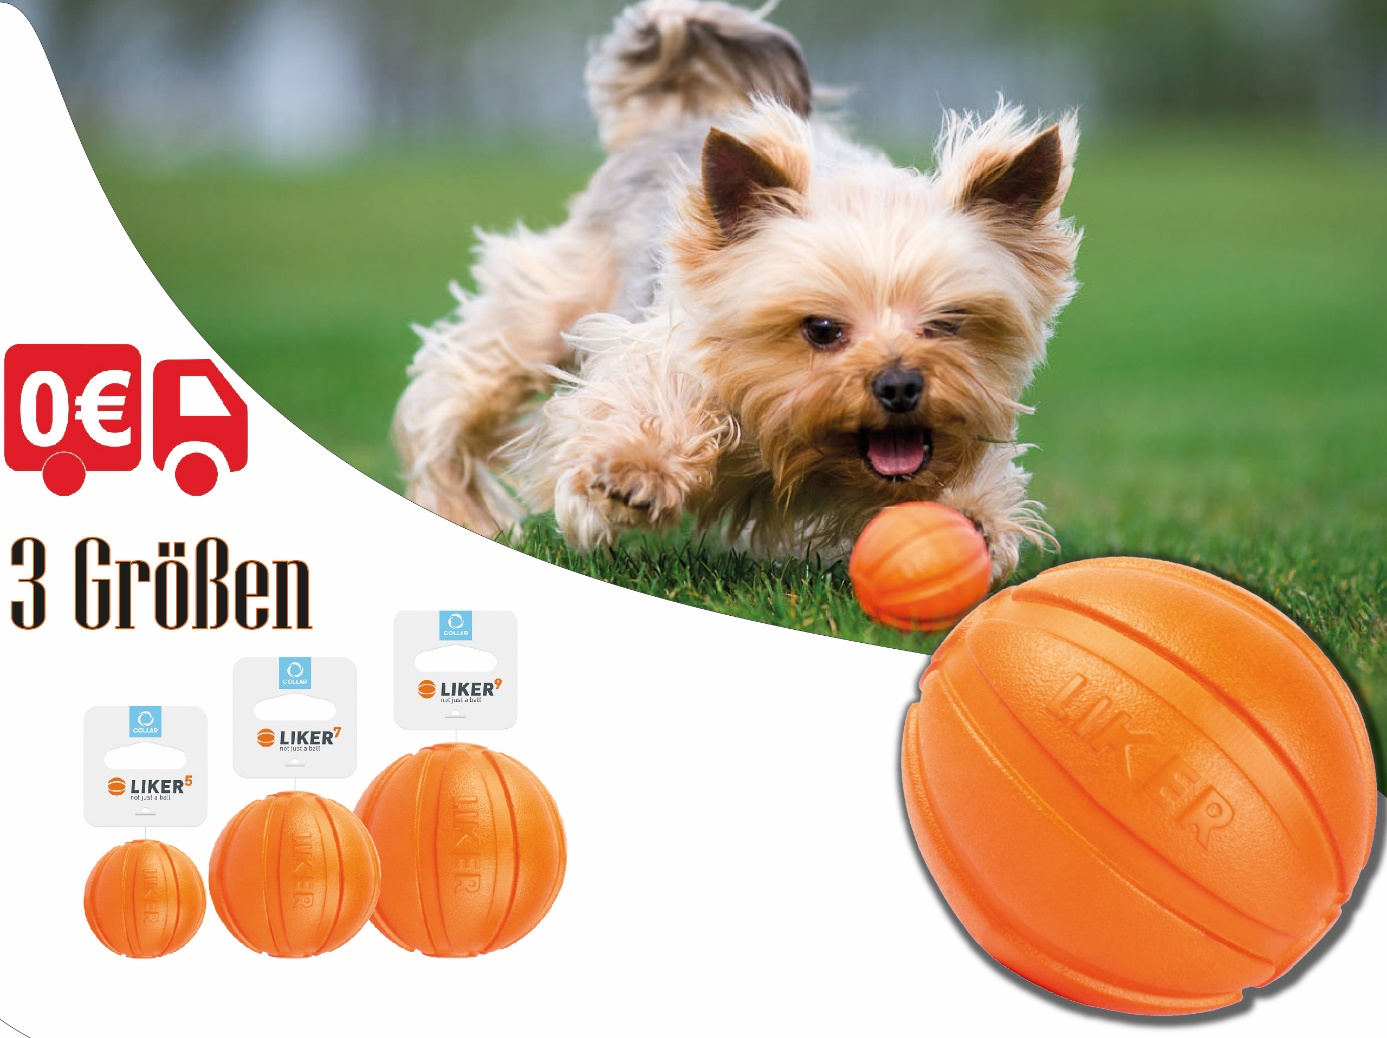 0€
3 Größen
COLLAR
LIKER⁵
not just a ball
COLLAR
LIKER⁷
not just a ball
COLLAR
LIKER⁹
not just a ball
LIKER
LIKER
LIKER
LIKER